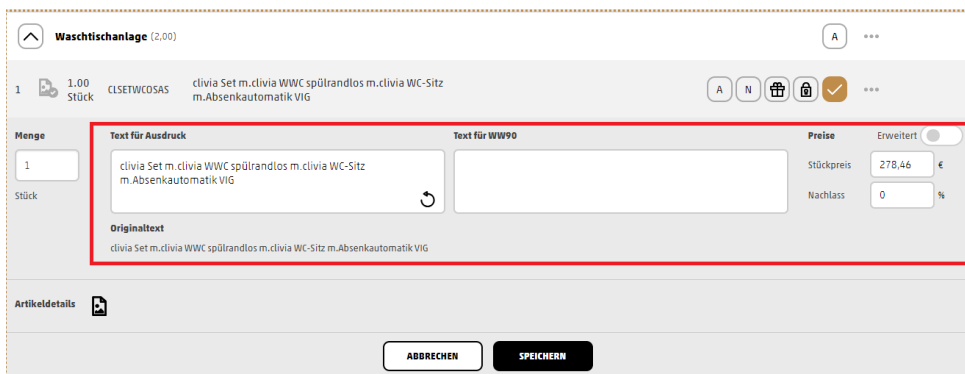 Waschtischanlage (2,00)
A
1
1.00
Stück
CLSETWCOSAS
clivia Set m.clivia WWC spülrandlos m.clivia WC-Sitz
m.Absenkautomatik VIG
A N
Menge
Text für Ausdruck
Text für WW90
Preise
Erweitert
1
clivia Set m.clivia WWC spülrandlos m.clivia WC-Sitz
m.Absenkautomatik VIG
Stückpreis
278,46
€
Stück
Nachlass
0
%
Originaltext
clivia Set m.clivia WWC spülrandlos m.clivia WC-Sitz m.Absenkautomatik VIG
Artikeldetails
ABBRECHEN
SPEICHERN